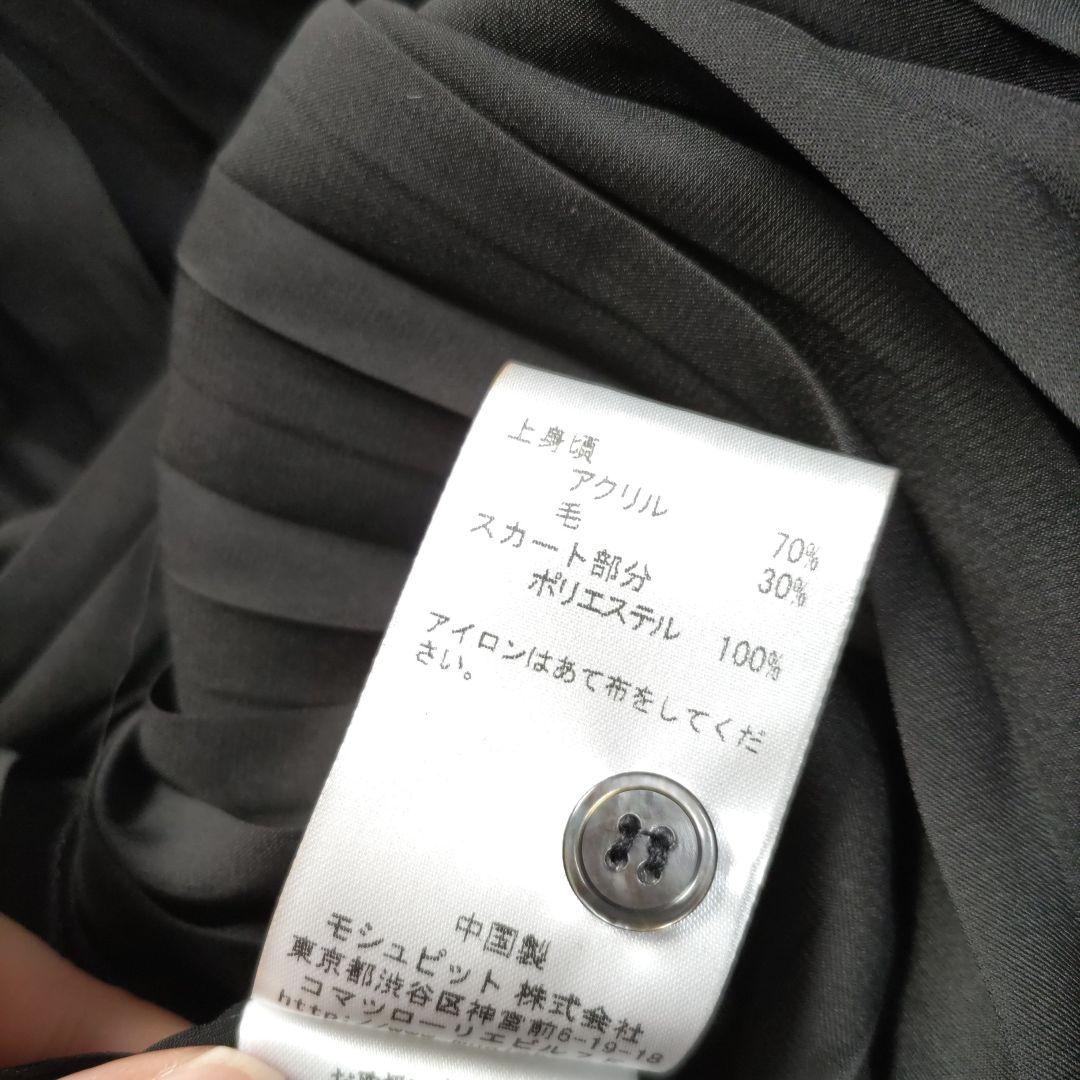 上身頃
アクリル 70%
毛 30%
スカート部分
ポリエステル 100%
アイロンはあて布をしてくだ
さい。
中国製
モシュピット 株式会社
東京都渋谷区神宮前6-19-18
コマツローリエビル